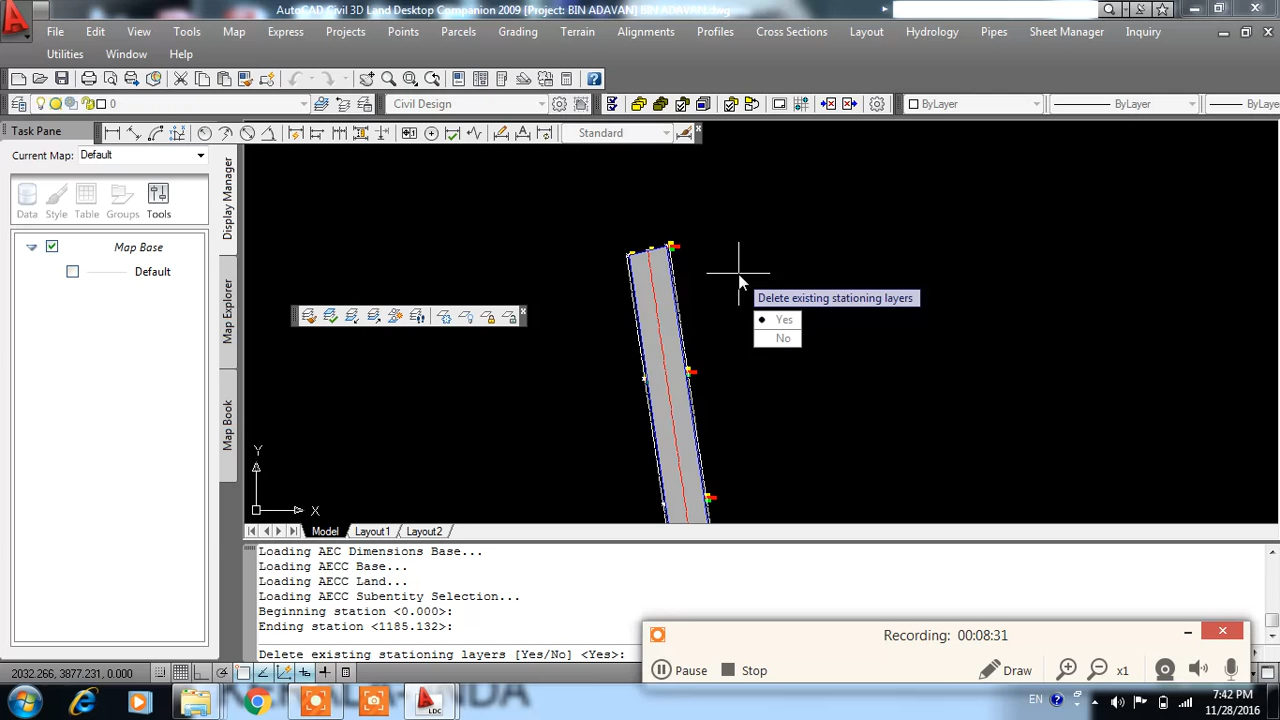 AutoCAD Civil 3D Land Desktop Companion 2009 [Project: BIN ADAVAN] BIN ADAVAN.dwg
File Edit View Tools Map Express Projects Points Parcels Grading Terrain Alignments Profiles Cross Sections Layout Hydrology Pipes Sheet Manager Inquiry
Utilities Window Help
0 Civil Design ByLayer ByLayer ByLayer
Task Pane Standard
Current Map: Default
Data Style Table Groups Tools
Display Manager
Map Explorer
Map Book
Map Base
Default
Delete existing stationing layers
Yes
No
Y
X
Model Layout1 Layout2
Loading AEC Dimensions Base...
Loading AECC Base...
Loading AECC Land...
Loading AECC Subentity Selection...
Beginning station <0.000>:
Ending station <1185.132>:
Delete existing stationing layers [Yes/No] <Yes>:
Recording: 00:08:31
Pause Stop Draw x1
2032.266, 3877.231, 0.000
LDC
EN
7:42 PM
11/28/2016